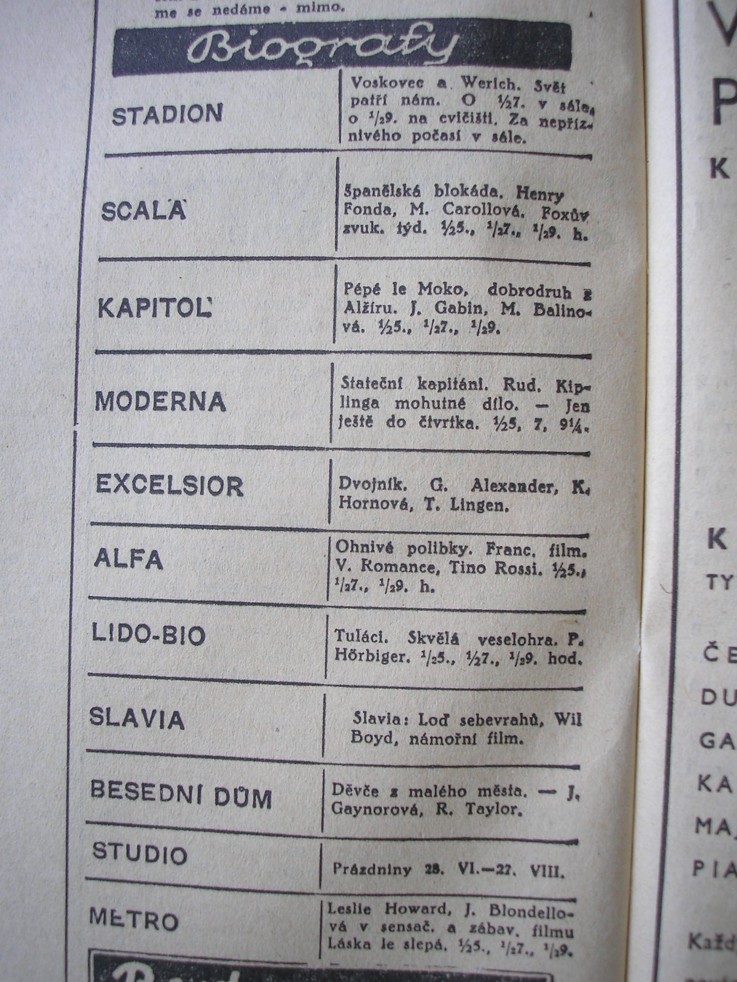 me se nedáme - mimo.
Biografy
STADION
Voskovec a Werich. Svět
patří nám. O ½7. v sále,
o ½9. na cvičišti. Za nepříz-
nivého počasí v sále.
SCALA
Španělská blokáda. Henry
Fonda, M. Carollová. Foxův
zvuk. týd. ½5., ½7., ½9. h.
KAPITOL
Pépé le Moko, dobrodruh z
Alžíru. J. Gabin, M. Balino-
vá. ½5., ½7., ½9.
MODERNA
Stateční kapitáni. Rud. Kip-
linga mohutné dílo. — Jen
ještě do čtvrtka. ½5, 7, 9¼.
EXCELSIOR
Dvojník. G. Alexander, K.
Hornová, T. Lingen.
ALFA
Ohnivé polibky. Franc. film.
V. Romance, Tino Rossi. ½5.,
½7., ½9. h.
LIDO-BIO
Tuláci. Skvělá veselohra. P.
Hörbiger. ½5., ½7., ½9. hod.
SLAVIA
Slavia: Loď sebevrahů, Wil
Boyd, námořní film.
BESEDNÍ DŮM
Děvče z malého města. — J.
Gaynorová, R. Taylor.
STUDIO
Prázdniny 28. VI.—27. VIII.
METRO
Leslie Howard, J. Blondello-
vá v sensač. a zábav. filmu
Láska je slepá. ½5., ½7., ½9.
V
P
K
K
TY
ČE
DU
GA
KA
MA
PIA
Každ